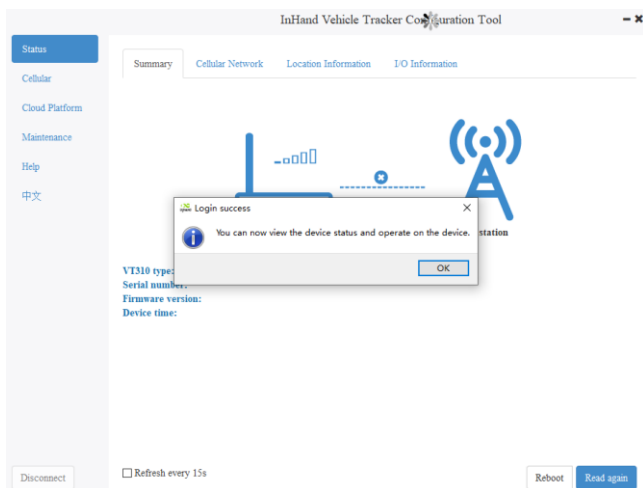 InHand Vehicle Tracker Configuration Tool
Status
Cellular
Cloud Platform
Maintenance
Help
中文
Summary Cellular Network Location Information I/O Information
Login success
You can now view the device status and operate on the device.
OK
station
VT310 type:
Serial number:
Firmware version:
Device time:
Refresh every 15s
Disconnect
Reboot Read again